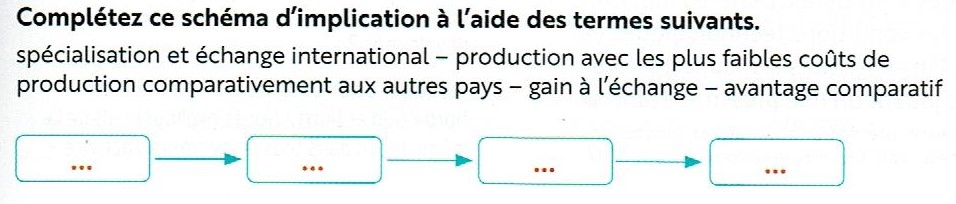 Complétez ce schéma d'implication à l'aide des termes suivants.
spécialisation et échange international – production avec les plus faibles coûts de
production comparativement aux autres pays – gain à l'échange – avantage comparatif
... ... ... ...